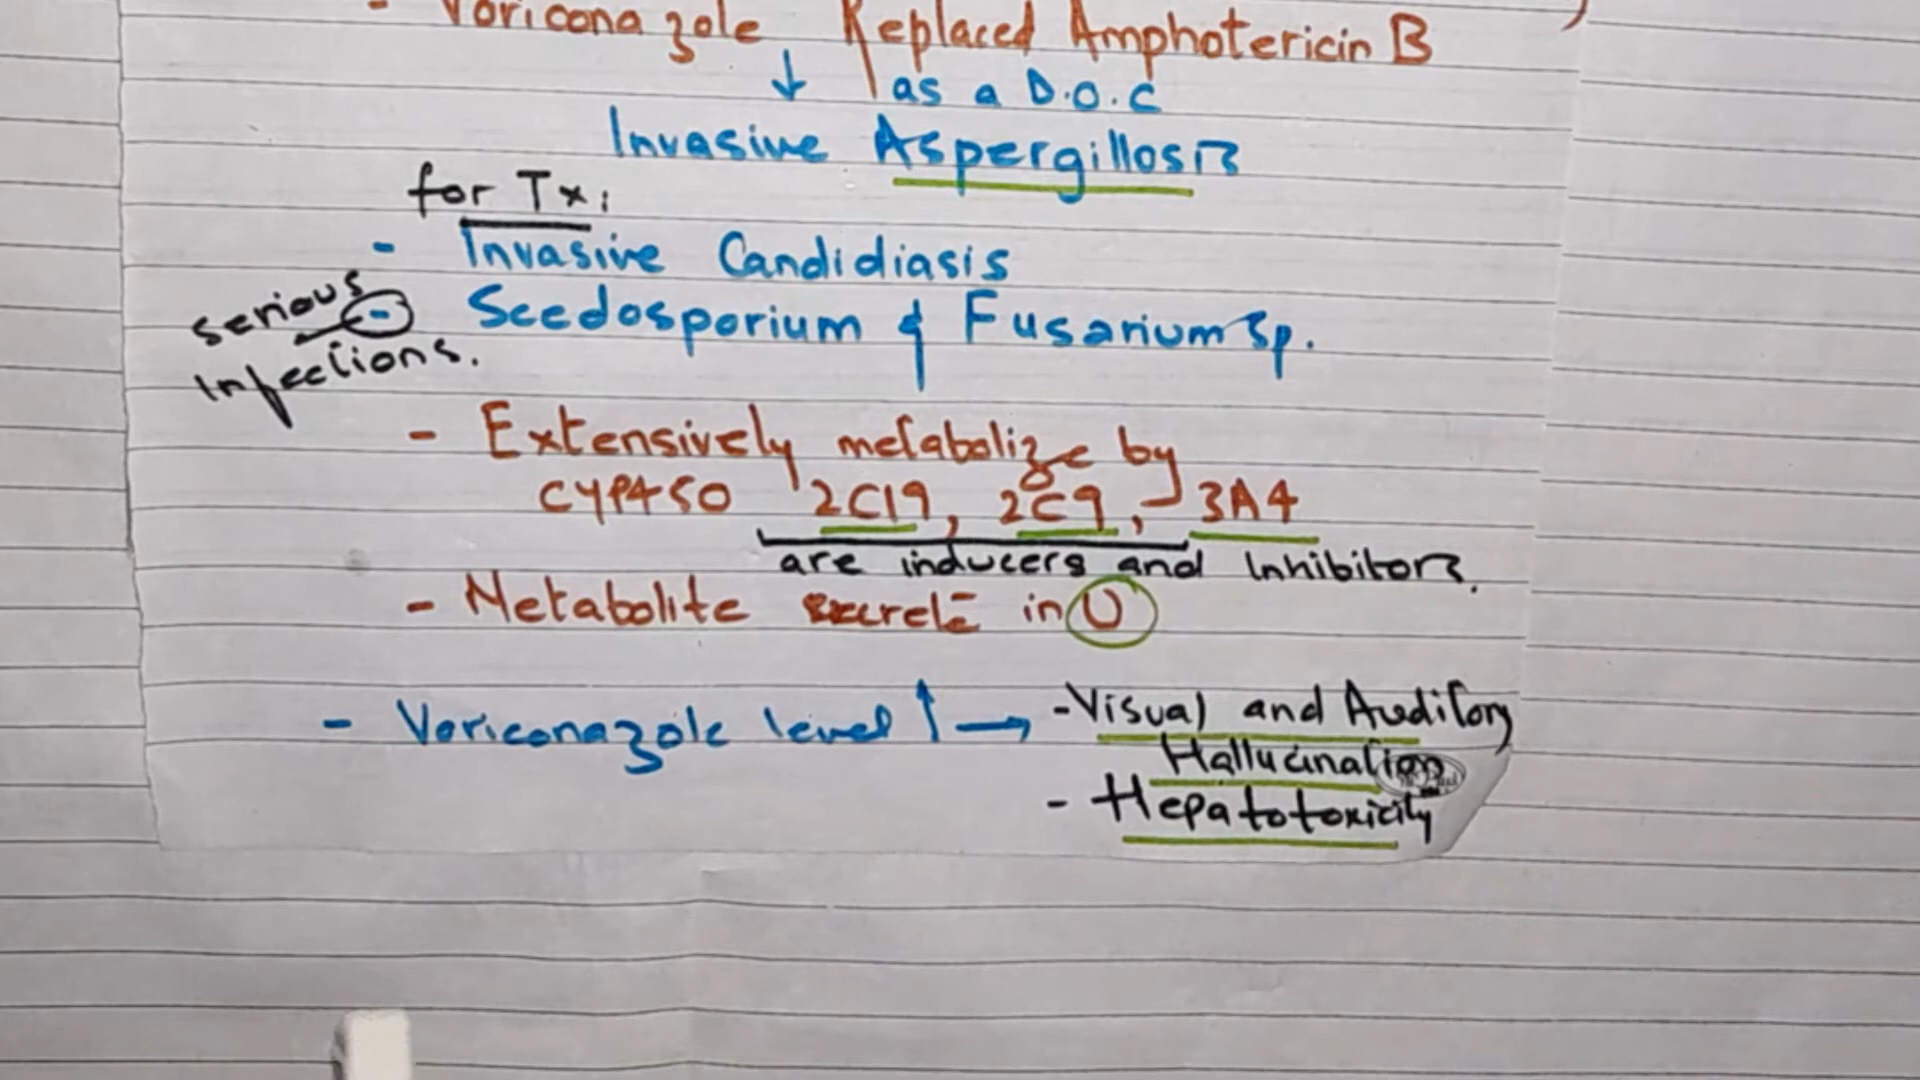 - Voriconazole Replaced Amphotericin B
↓ as a D.O.C
Invasive Aspergillosis
for Tx:
- Invasive Candidiasis
serious
- Scedosporium & Fusarium sp.
Infections.
- Extensively metabolize by
CYP450 2C19, 2C9, 3A4
are inducers and Inhibitors.
- Metabolite secrete in U
- Voriconazole level ↑ → - Visual and Auditory
Hallucination
- Hepatotoxicity